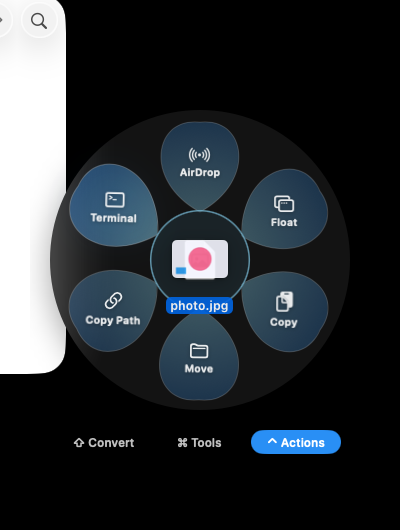 AirDrop
Terminal
Float
photo.jpg
Copy Path
Copy
Move
⇧ Convert
⌘ Tools
⌃ Actions